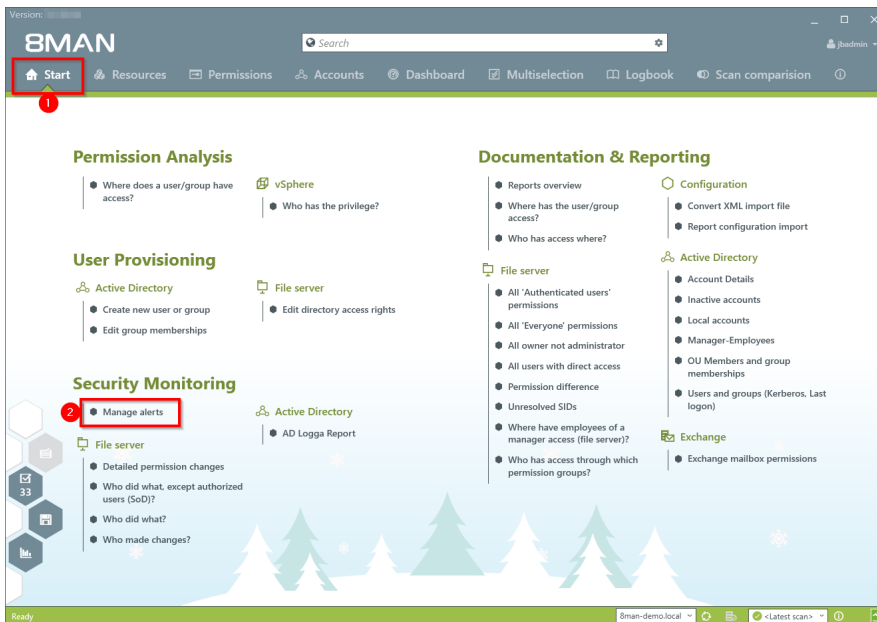 Version:
8MAN
Search
jbadmin
Start
Resources
Permissions
Accounts
Dashboard
Multiselection
Logbook
Scan comparision
1
Permission Analysis
Where does a user/group have
access?
vSphere
Who has the privilege?
User Provisioning
Active Directory
Create new user or group
Edit group memberships
File server
Edit directory access rights
Security Monitoring
2
Manage alerts
File server
Detailed permission changes
Who did what, except authorized
users (SoD)?
Who did what?
Who made changes?
Active Directory
AD Logga Report
33
Documentation & Reporting
Reports overview
Where has the user/group
access?
Who has access where?
File server
All 'Authenticated users'
permissions
All 'Everyone' permissions
All owner not administrator
All users with direct access
Permission difference
Unresolved SIDs
Where have employees of a
manager access (file server)?
Who has access through which
permission groups?
Configuration
Convert XML import file
Report configuration import
Active Directory
Account Details
Inactive accounts
Local accounts
Manager-Employees
OU Members and group
memberships
Users and groups (Kerberos, Last
logon)
Exchange
Exchange mailbox permissions
Ready
8man-demo.local
<Latest scan>